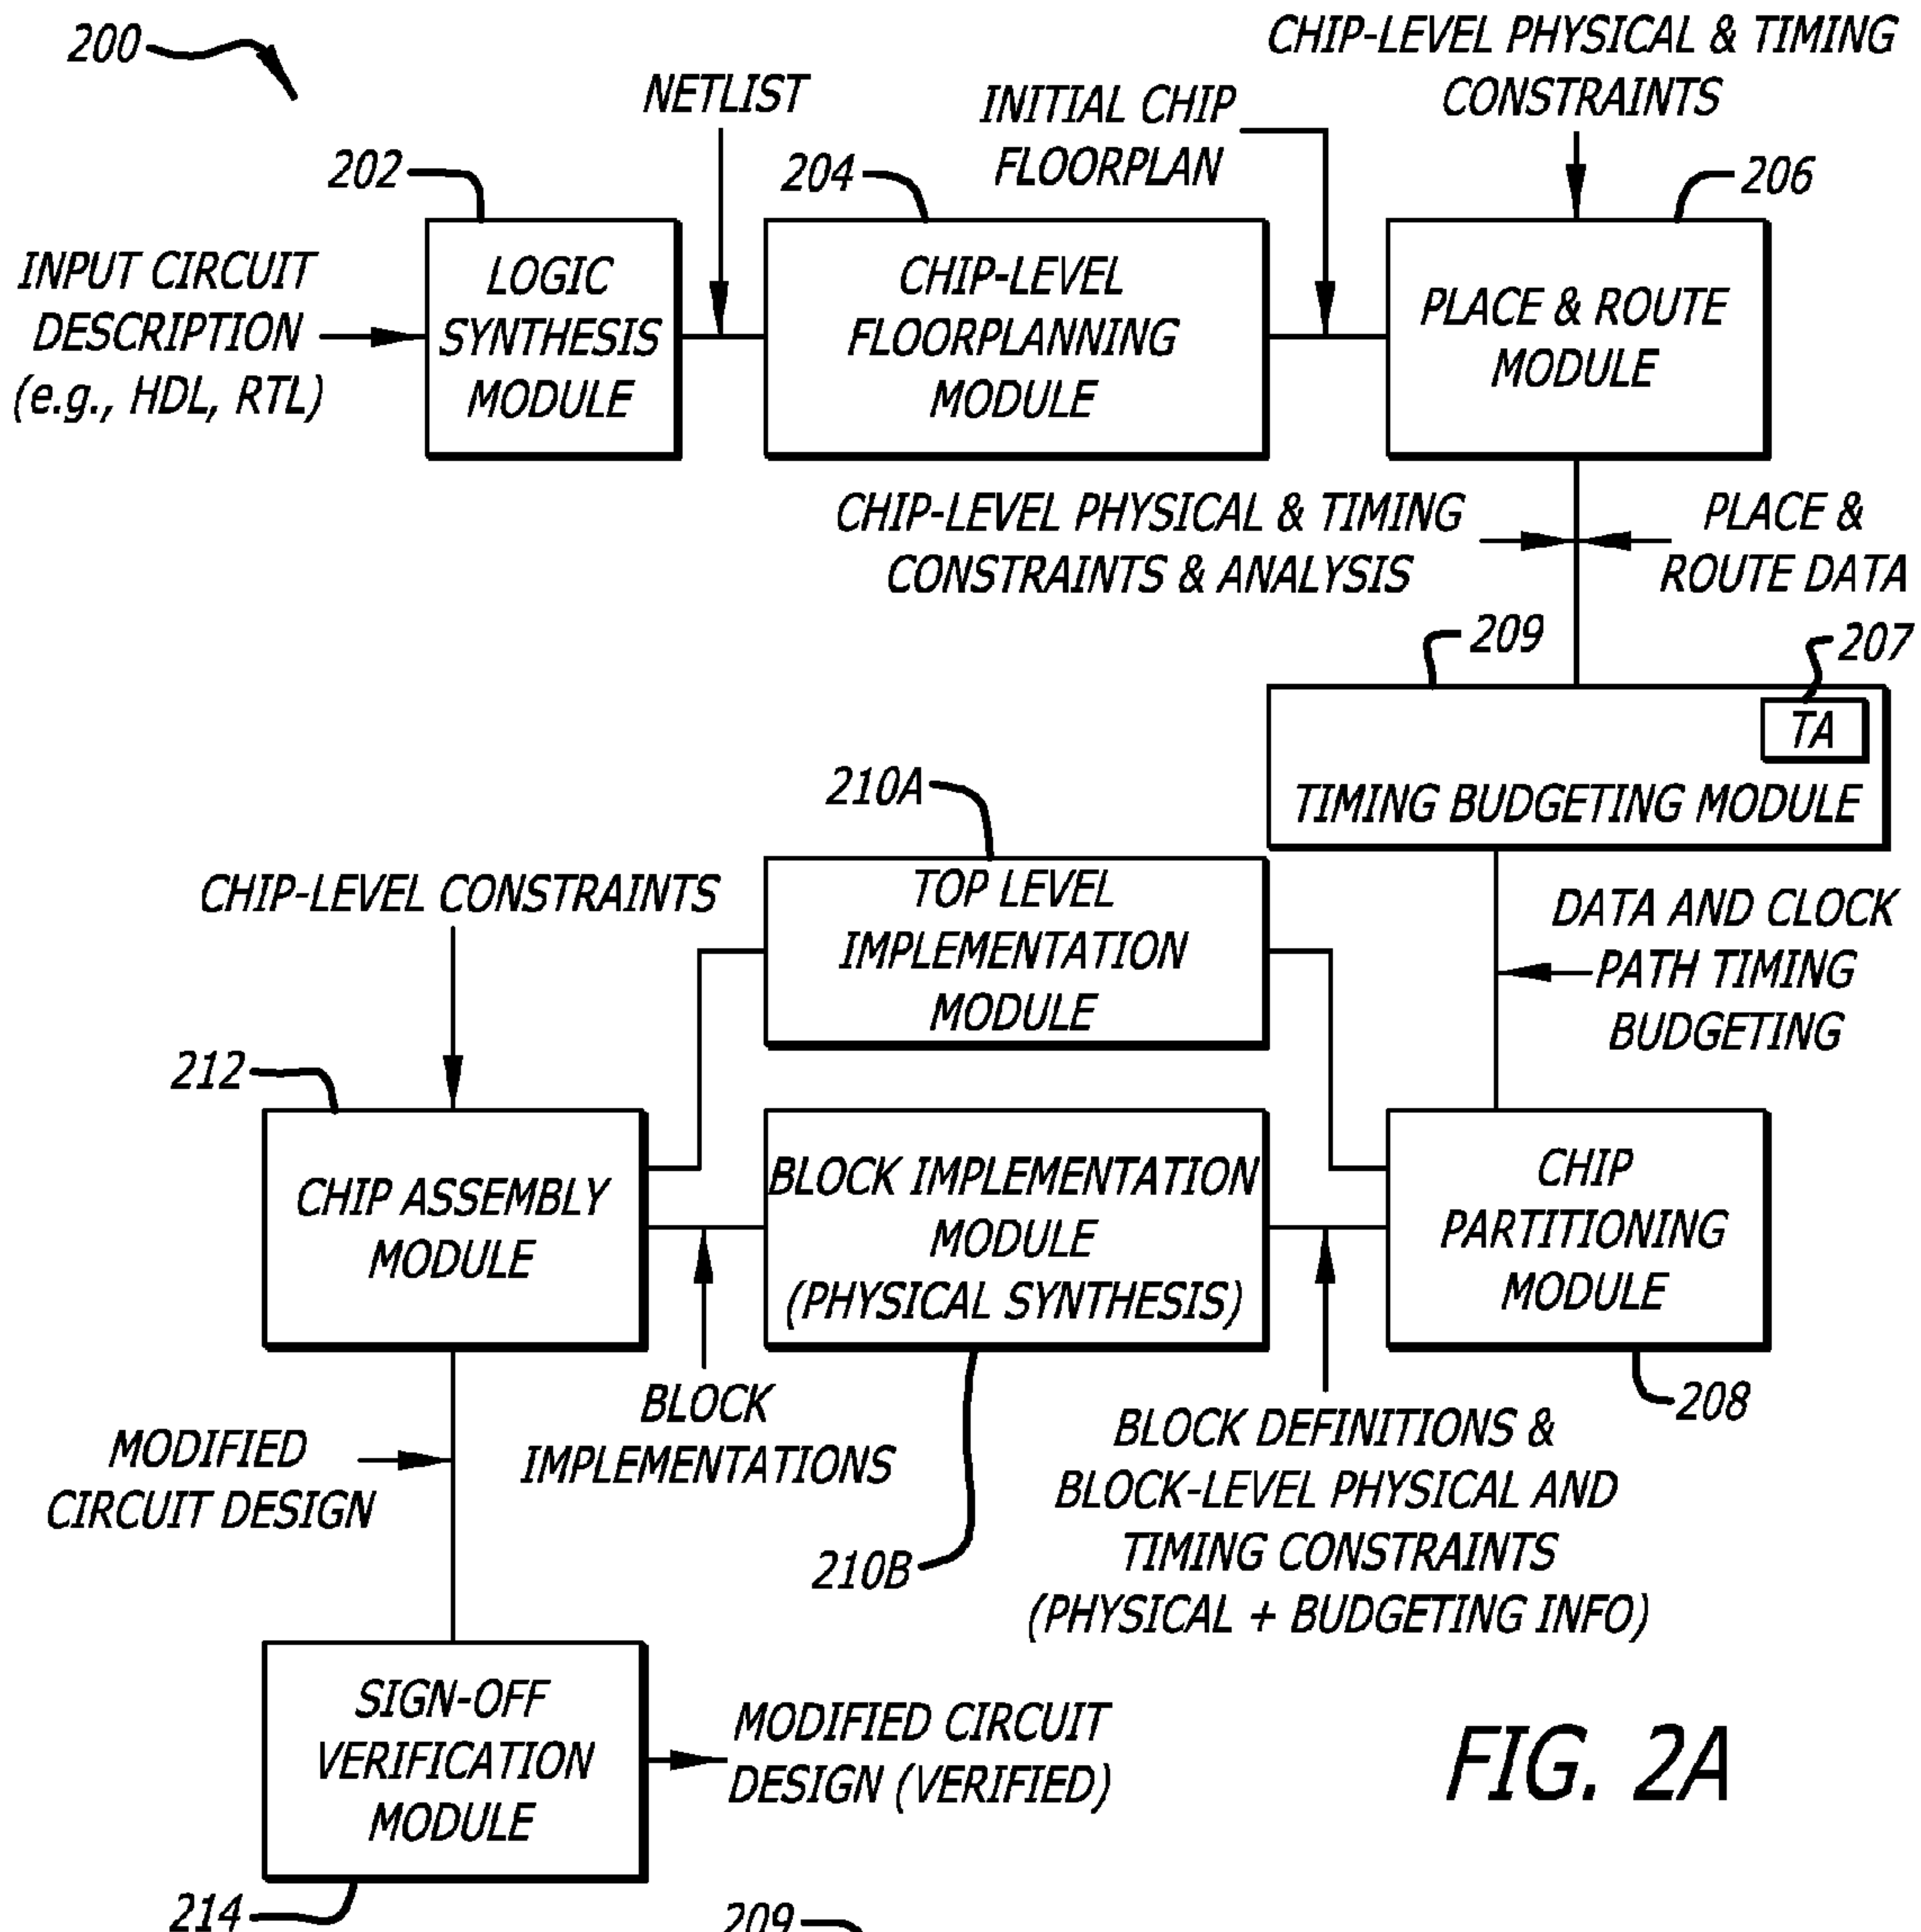 200
CHIP-LEVEL PHYSICAL & TIMING
CONSTRAINTS
NETLIST
INITIAL CHIP
FLOORPLAN
202
204
206
INPUT CIRCUIT
DESCRIPTION
(e.g., HDL, RTL)
LOGIC
SYNTHESIS
MODULE
CHIP-LEVEL
FLOORPLANNING
MODULE
PLACE & ROUTE
MODULE
CHIP-LEVEL PHYSICAL & TIMING
CONSTRAINTS & ANALYSIS
PLACE &
ROUTE DATA
209
207
TA
TIMING BUDGETING MODULE
210A
CHIP-LEVEL CONSTRAINTS
TOP LEVEL
IMPLEMENTATION
MODULE
DATA AND CLOCK
PATH TIMING
BUDGETING
212
CHIP ASSEMBLY
MODULE
BLOCK IMPLEMENTATION
MODULE
(PHYSICAL SYNTHESIS)
CHIP
PARTITIONING
MODULE
208
BLOCK
IMPLEMENTATIONS
MODIFIED
CIRCUIT DESIGN
210B
BLOCK DEFINITIONS &
BLOCK-LEVEL PHYSICAL AND
TIMING CONSTRAINTS
(PHYSICAL + BUDGETING INFO)
SIGN-OFF
VERIFICATION
MODULE
MODIFIED CIRCUIT
DESIGN (VERIFIED)
FIG. 2A
214
209